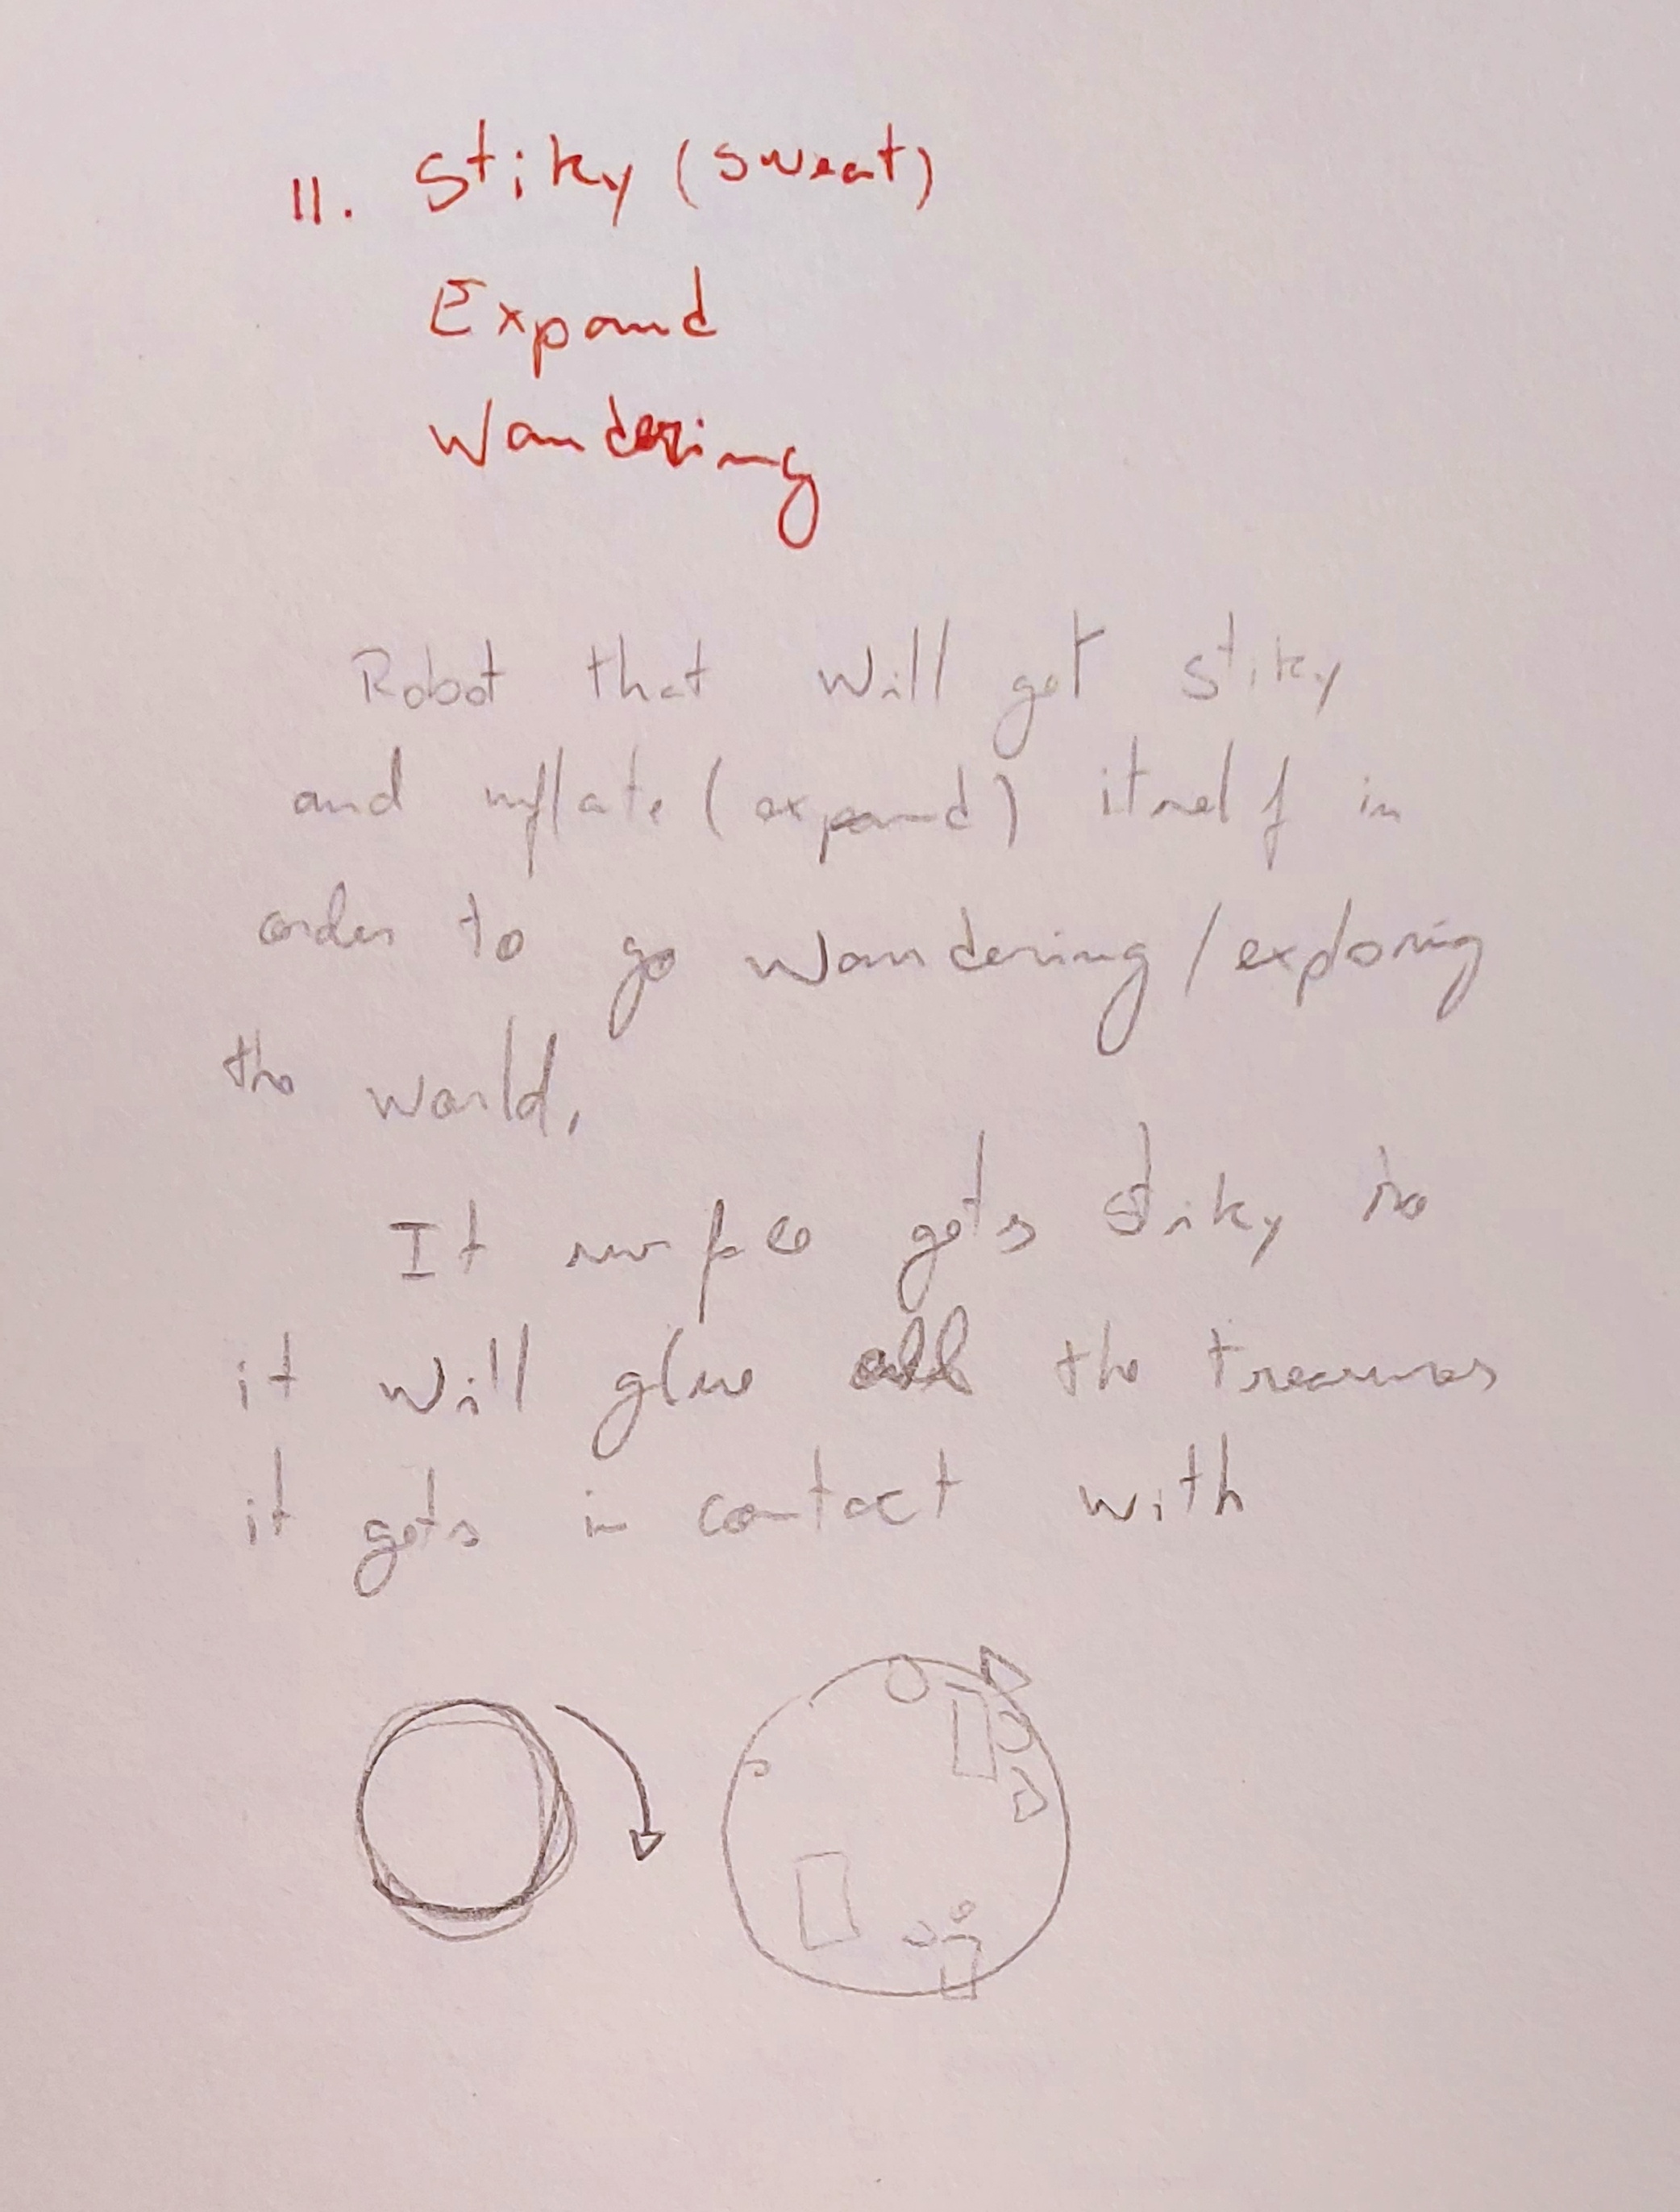 11. Stiky (sweat)
Expand
Wandering
Robot that will get stiky
and inflate (expand) itself in
order to go wandering/exploring
the world.
It surface gets stiky so
it will glue all the treasures
it gets in contact with